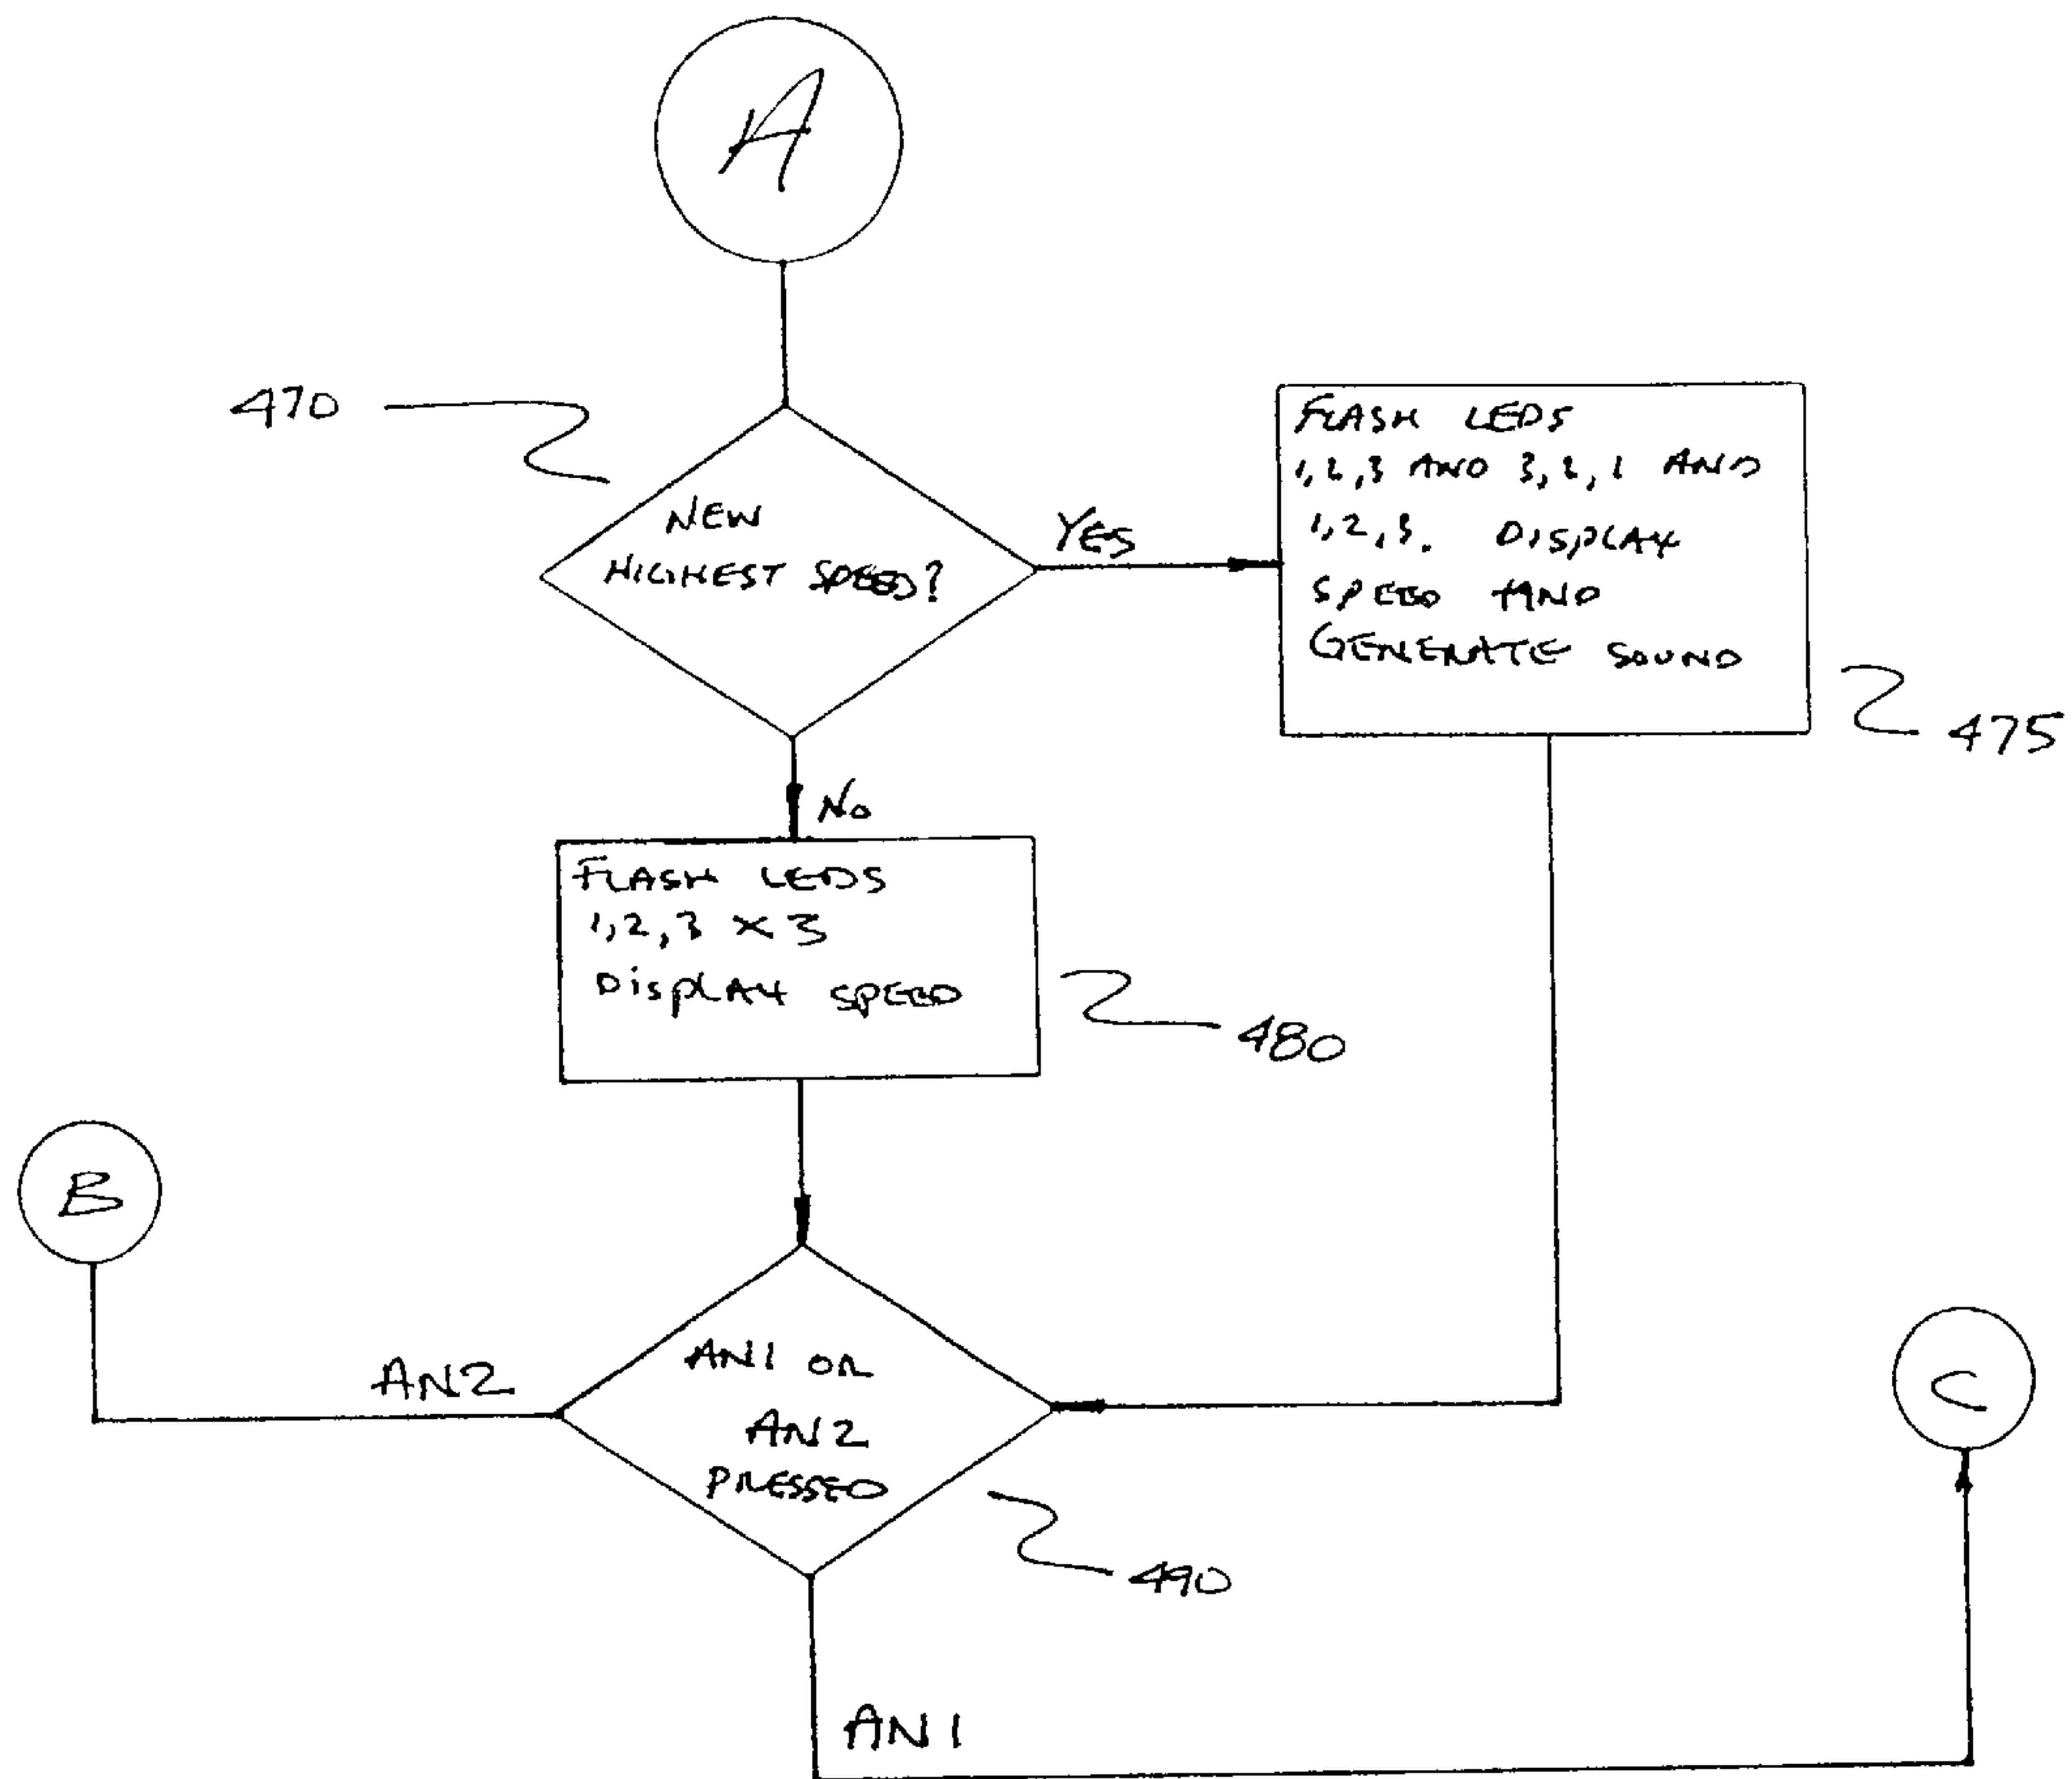 A
470
NEW
HIGHEST SPEED?
YES
FLASH LEDS
1,2,3 AND 3,2,1 AND
1,2,3. DISPLAY
SPEED AND
GENERATE SOUND
475
No
FLASH LEDS
1,2,3 x 3
DISPLAY SPEED
480
B
AN2
AN1 OR
AN2
PRESSED
490
C
AN1